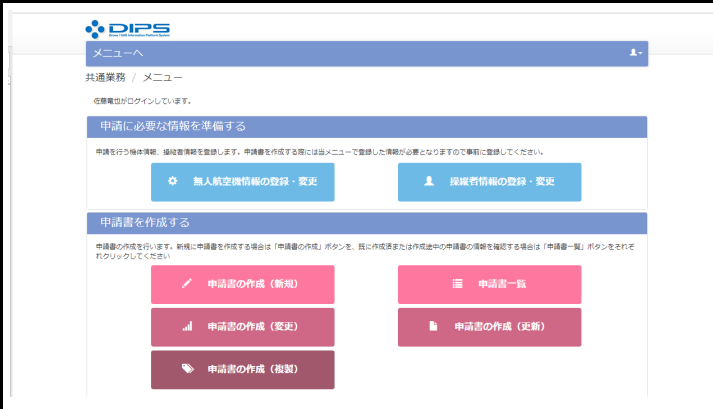 DIPS
Drone / UAS Information Platform System
メニューへ
共通業務 / メニュー
佐藤竜也がログインしています。
申請に必要な情報を準備する
申請を行う機体情報、操縦者情報を登録します。申請書を作成する際には当メニューで登録した情報が必要となりますので事前に登録してください。
無人航空機情報の登録・変更
操縦者情報の登録・変更
申請書を作成する
申請書の作成を行います。新規に申請書を作成する場合は「申請書の作成」ボタンを、既に作成済または作成途中の申請書の情報を確認する場合は「申請書一覧」ボタンをそれぞ
れクリックしてください
申請書の作成（新規）
申請書一覧
申請書の作成（変更）
申請書の作成（更新）
申請書の作成（複製）